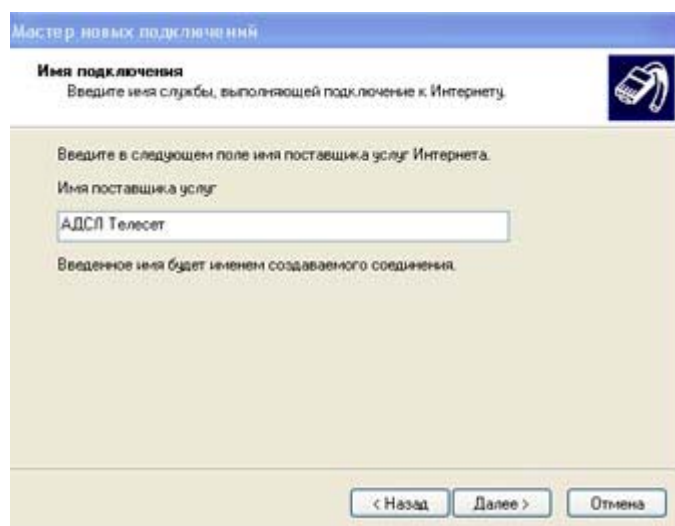 Мастер новых подключений
Имя подключения
Введите имя службы, выполняющей подключение к Интернету.
Введите в следующем поле имя поставщика услуг Интернета.
Имя поставщика услуг
АДСЛ Телесет
Введенное имя будет именем создаваемого соединения.
< Назад
Далее >
Отмена